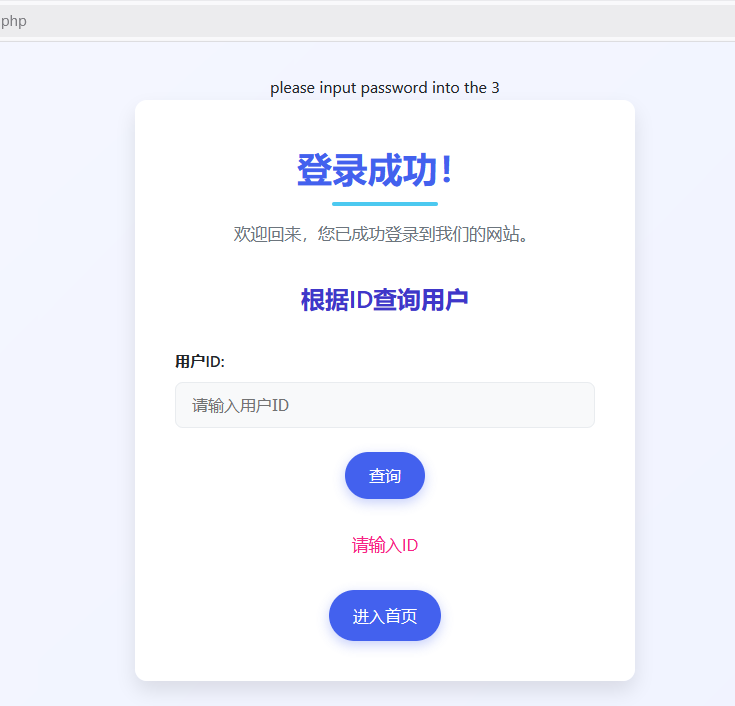 php
please input password into the 3
登录成功！
欢迎回来，您已成功登录到我们的网站。
根据ID查询用户
用户ID:
请输入用户ID
查询
请输入ID
进入首页